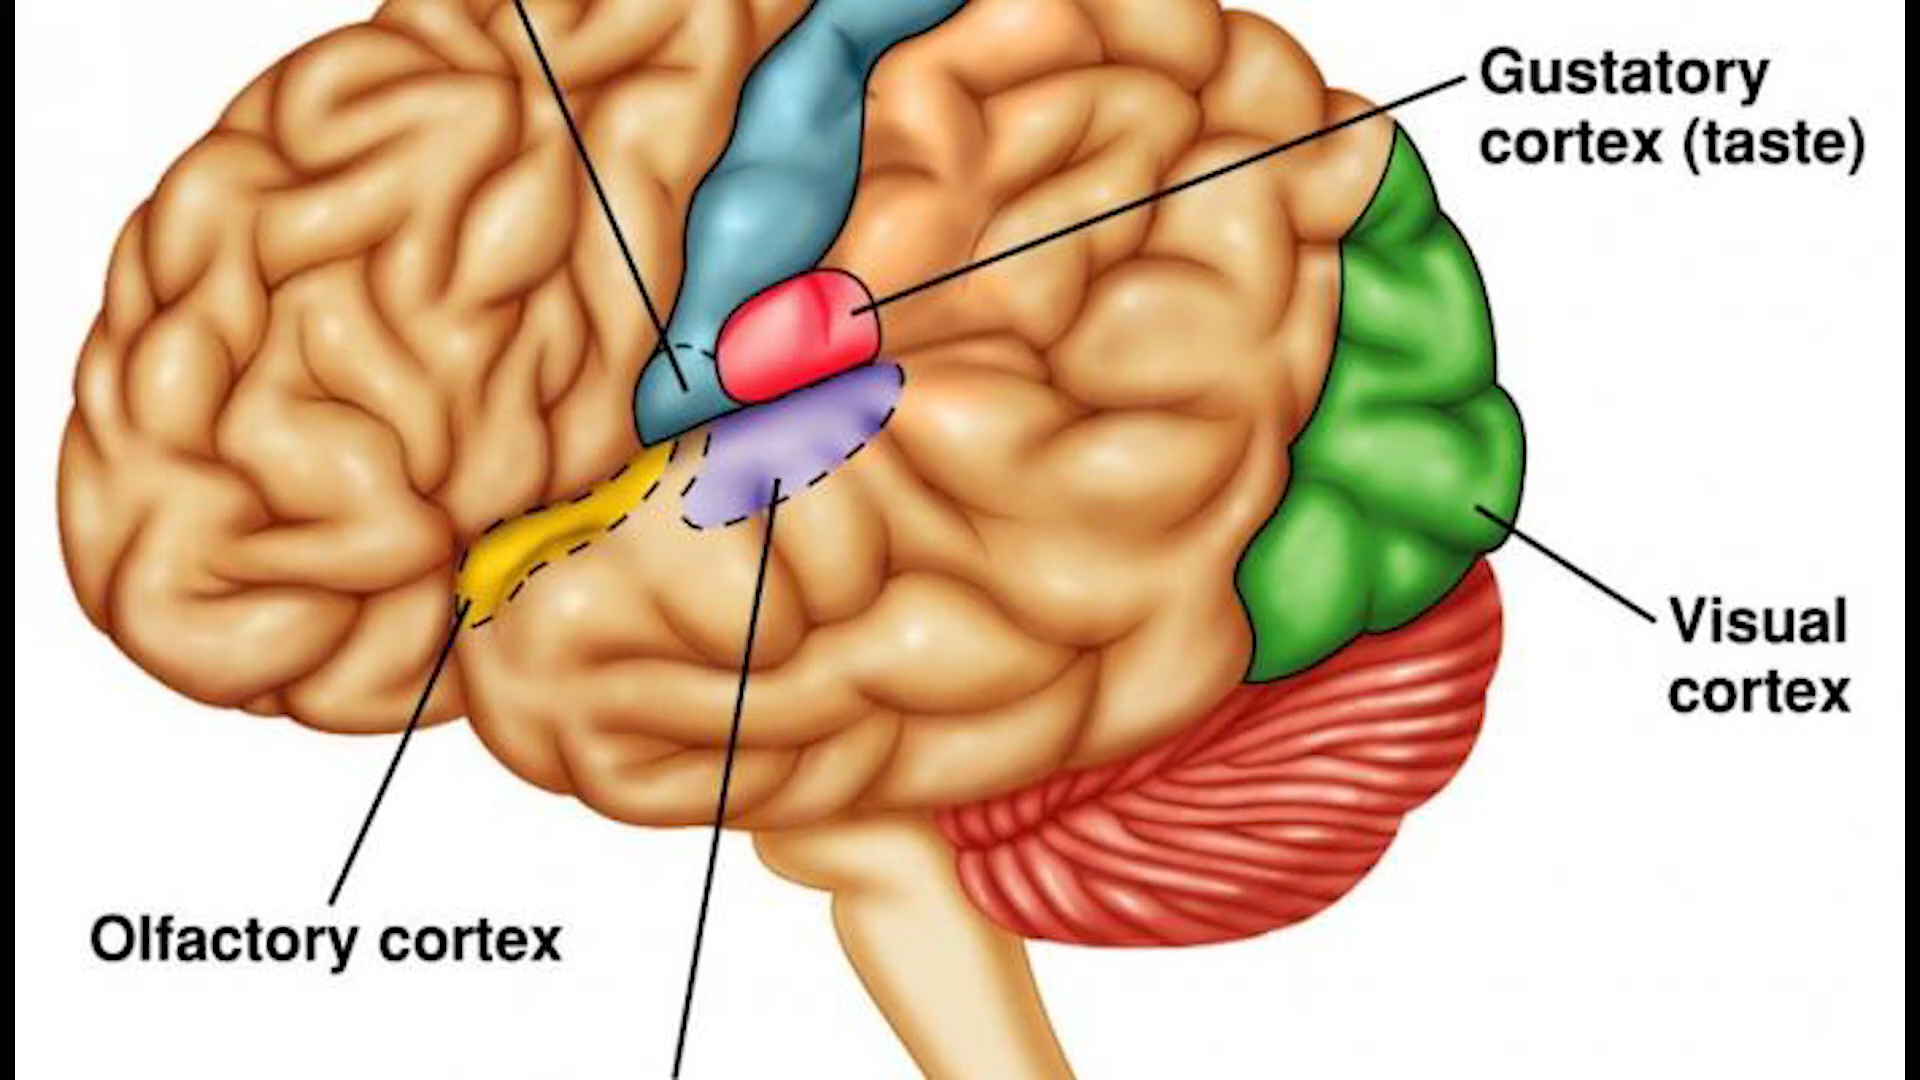 Gustatory
cortex (taste)
Visual
cortex
Olfactory cortex